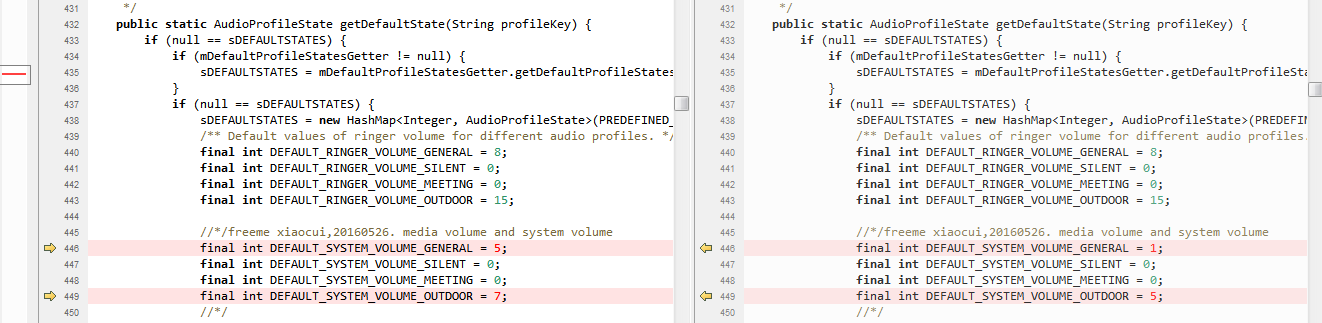 431 */
432 public static AudioProfileState getDefaultState(String profileKey) {
433 if (null == sDEFAULTSTATES) {
434 if (mDefaultProfileStatesGetter != null) {
435 sDEFAULTSTATES = mDefaultProfileStatesGetter.getDefaultProfileStates
436 }
437 if (null == sDEFAULTSTATES) {
438 sDEFAULTSTATES = new HashMap<Integer, AudioProfileState>(PREDEFINED_
439 /** Default values of ringer volume for different audio profiles. */
440 final int DEFAULT_RINGER_VOLUME_GENERAL = 8;
441 final int DEFAULT_RINGER_VOLUME_SILENT = 0;
442 final int DEFAULT_RINGER_VOLUME_MEETING = 0;
443 final int DEFAULT_RINGER_VOLUME_OUTDOOR = 15;
444
445 //*/freeme xiaocui,20160526. media volume and system volume
446 final int DEFAULT_SYSTEM_VOLUME_GENERAL = 5;
447 final int DEFAULT_SYSTEM_VOLUME_SILENT = 0;
448 final int DEFAULT_SYSTEM_VOLUME_MEETING = 0;
449 final int DEFAULT_SYSTEM_VOLUME_OUTDOOR = 7;
450 //*/
431 */
432 public static AudioProfileState getDefaultState(String profileKey) {
433 if (null == sDEFAULTSTATES) {
434 if (mDefaultProfileStatesGetter != null) {
435 sDEFAULTSTATES = mDefaultProfileStatesGetter.getDefaultProfileSta
436 }
437 if (null == sDEFAULTSTATES) {
438 sDEFAULTSTATES = new HashMap<Integer, AudioProfileState>(PREDEFIN
439 /** Default values of ringer volume for different audio profiles.
440 final int DEFAULT_RINGER_VOLUME_GENERAL = 8;
441 final int DEFAULT_RINGER_VOLUME_SILENT = 0;
442 final int DEFAULT_RINGER_VOLUME_MEETING = 0;
443 final int DEFAULT_RINGER_VOLUME_OUTDOOR = 15;
444
445 //*/freeme xiaocui,20160526. media volume and system volume
446 final int DEFAULT_SYSTEM_VOLUME_GENERAL = 1;
447 final int DEFAULT_SYSTEM_VOLUME_SILENT = 0;
448 final int DEFAULT_SYSTEM_VOLUME_MEETING = 0;
449 final int DEFAULT_SYSTEM_VOLUME_OUTDOOR = 5;
450 //*/